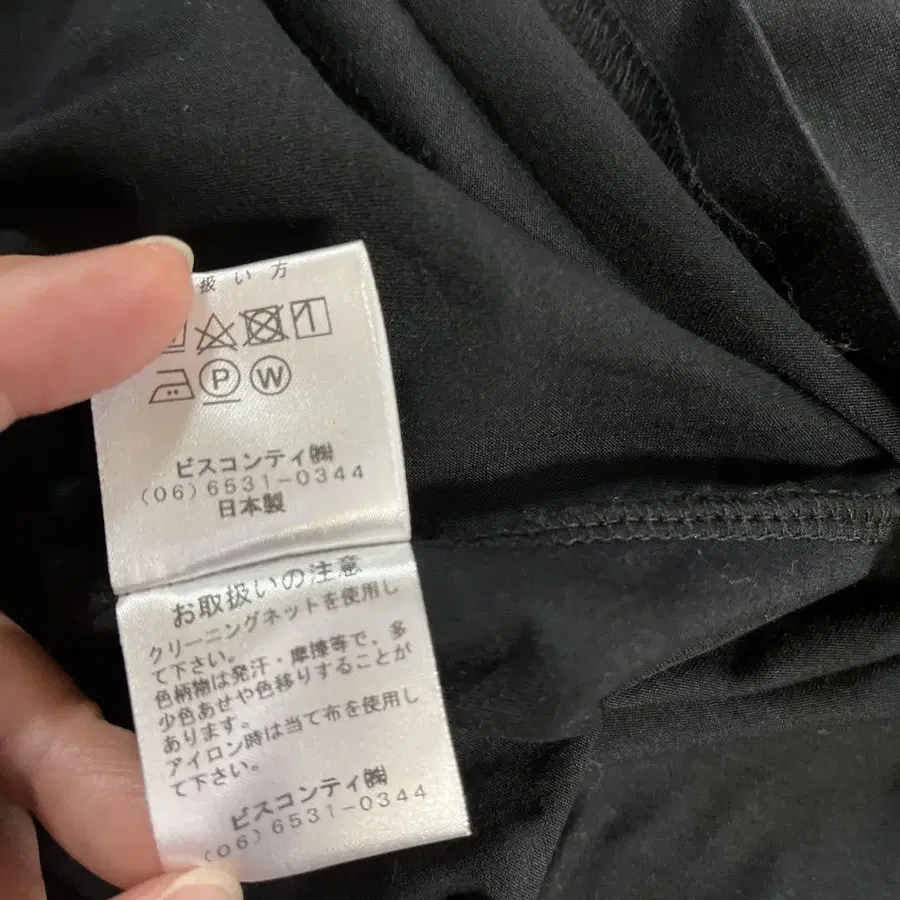 扱い方
P W
ビスコンティ㈱
(06)6531-0344
日本製
お取扱いの注意
クリーニングネットを使用し
て下さい。
色柄物は発汗・摩擦等で、多
少色あせや色移りすることが
あります。
アイロン時は当て布を使用し
て下さい。
ビスコンティ㈱
(06)6531-0344